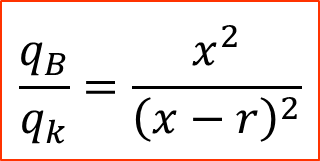 q_B/q_k = x^2/(x − r)^2